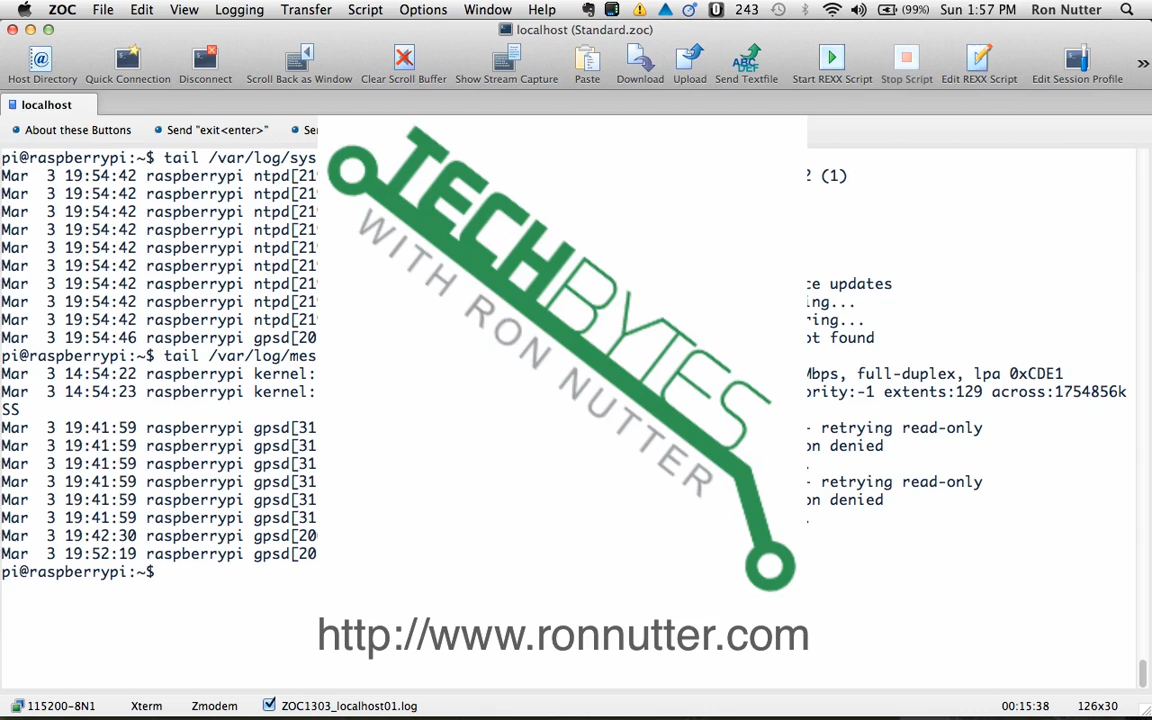 ZOC File Edit View Logging Transfer Script Options Window Help 243 (99%) Sun 1:57 PM Ron Nutter
localhost (Standard.zoc)
Host Directory Quick Connection Disconnect Scroll Back as Window Clear Scroll Buffer Show Stream Capture Paste Download Upload Send Textfile Start REXX Script Stop Script Edit REXX Script Edit Session Profile
localhost
About these Buttons Send "exit<enter>"
pi@raspberrypi:~$ tail /var/log/sys
Mar 3 19:54:42 raspberrypi ntpd[21 2 (1)
Mar 3 19:54:42 raspberrypi ntpd[21
Mar 3 19:54:42 raspberrypi ntpd[21
Mar 3 19:54:42 raspberrypi ntpd[21
Mar 3 19:54:42 raspberrypi ntpd[21
Mar 3 19:54:42 raspberrypi ntpd[21
Mar 3 19:54:42 raspberrypi ntpd[21 ce updates
Mar 3 19:54:42 raspberrypi ntpd[21 ing...
Mar 3 19:54:42 raspberrypi ntpd[21 ring...
Mar 3 19:54:46 raspberrypi gpsd[20 ot found
pi@raspberrypi:~$ tail /var/log/mes
Mar 3 14:54:22 raspberrypi kernel: Mbps, full-duplex, lpa 0xCDE1
Mar 3 14:54:23 raspberrypi kernel: ority:-1 extents:129 across:1754856k
SS
Mar 3 19:41:59 raspberrypi gpsd[31 - retrying read-only
Mar 3 19:41:59 raspberrypi gpsd[31 on denied
Mar 3 19:41:59 raspberrypi gpsd[31 .
Mar 3 19:41:59 raspberrypi gpsd[31 - retrying read-only
Mar 3 19:41:59 raspberrypi gpsd[31 on denied
Mar 3 19:41:59 raspberrypi gpsd[31 .
Mar 3 19:42:30 raspberrypi gpsd[20
Mar 3 19:52:19 raspberrypi gpsd[20
pi@raspberrypi:~$
TECHBYTES
WITH RON NUTTER
http://www.ronnutter.com
115200-8N1 Xterm Zmodem ZOC1303_localhost01.log 00:15:38 126x30